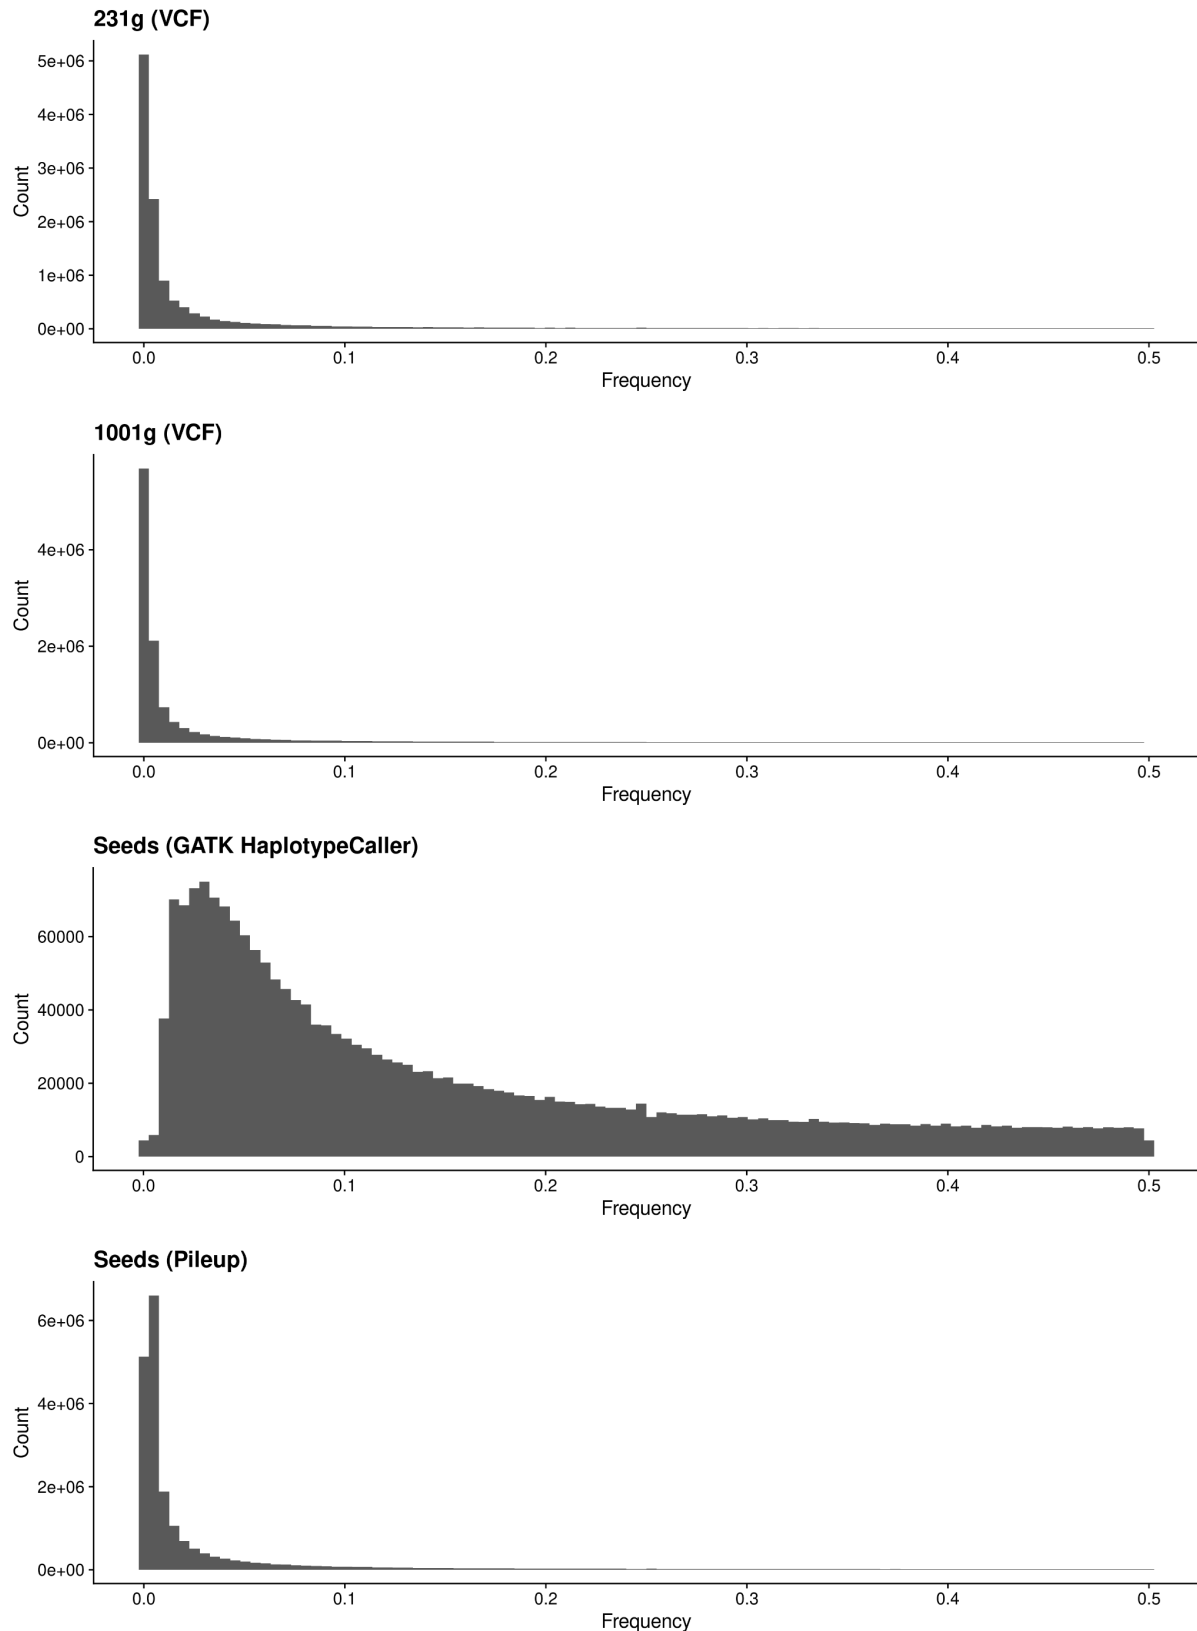 231g (VCF)
5e+06
4e+06
3e+06
2e+06
1e+06
0e+00
Count
0.0 0.1 0.2 0.3 0.4 0.5
Frequency
1001g (VCF)
4e+06
2e+06
0e+00
Count
0.0 0.1 0.2 0.3 0.4 0.5
Frequency
Seeds (GATK HaplotypeCaller)
60000
40000
20000
0
Count
0.0 0.1 0.2 0.3 0.4 0.5
Frequency
Seeds (Pileup)
6e+06
4e+06
2e+06
0e+00
Count
0.0 0.1 0.2 0.3 0.4 0.5
Frequency